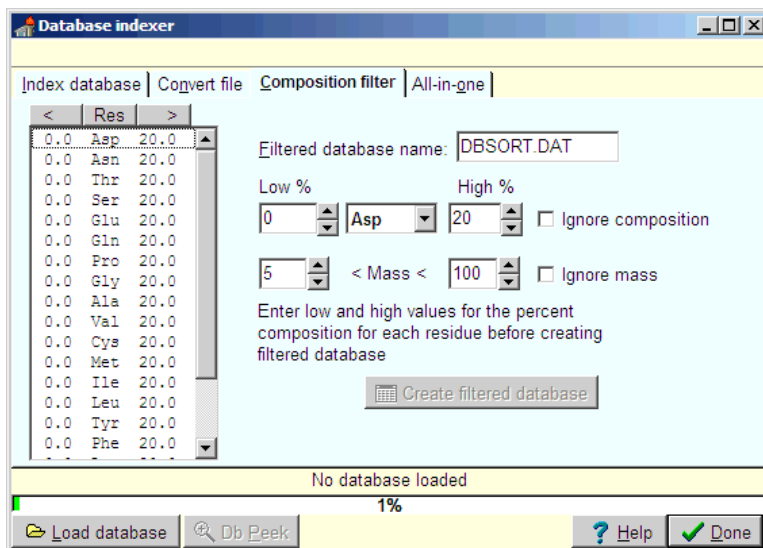 Database indexer
Index database Convert file Composition filter All-in-one
< Res >
0.0 Asp 20.0
0.0 Asn 20.0
0.0 Thr 20.0
0.0 Ser 20.0
0.0 Glu 20.0
0.0 Gln 20.0
0.0 Pro 20.0
0.0 Gly 20.0
0.0 Ala 20.0
0.0 Val 20.0
0.0 Cys 20.0
0.0 Met 20.0
0.0 Ile 20.0
0.0 Leu 20.0
0.0 Tyr 20.0
0.0 Phe 20.0
Filtered database name: DBSORT.DAT
Low % High %
0 Asp 20 Ignore composition
5 < Mass < 100 Ignore mass
Enter low and high values for the percent
composition for each residue before creating
filtered database
Create filtered database
No database loaded
1%
Load database Db Peek Help Done